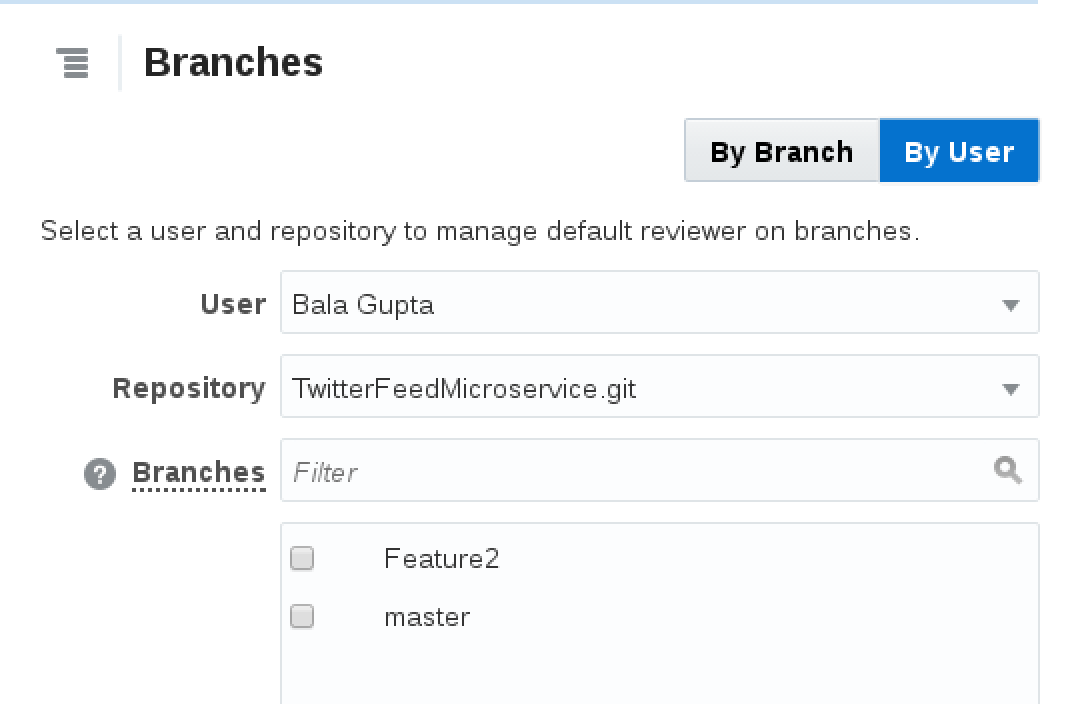 Branches
By Branch By User
Select a user and repository to manage default reviewer on branches.
User Bala Gupta
Repository TwitterFeedMicroservice.git
? Branches Filter
Feature2
master